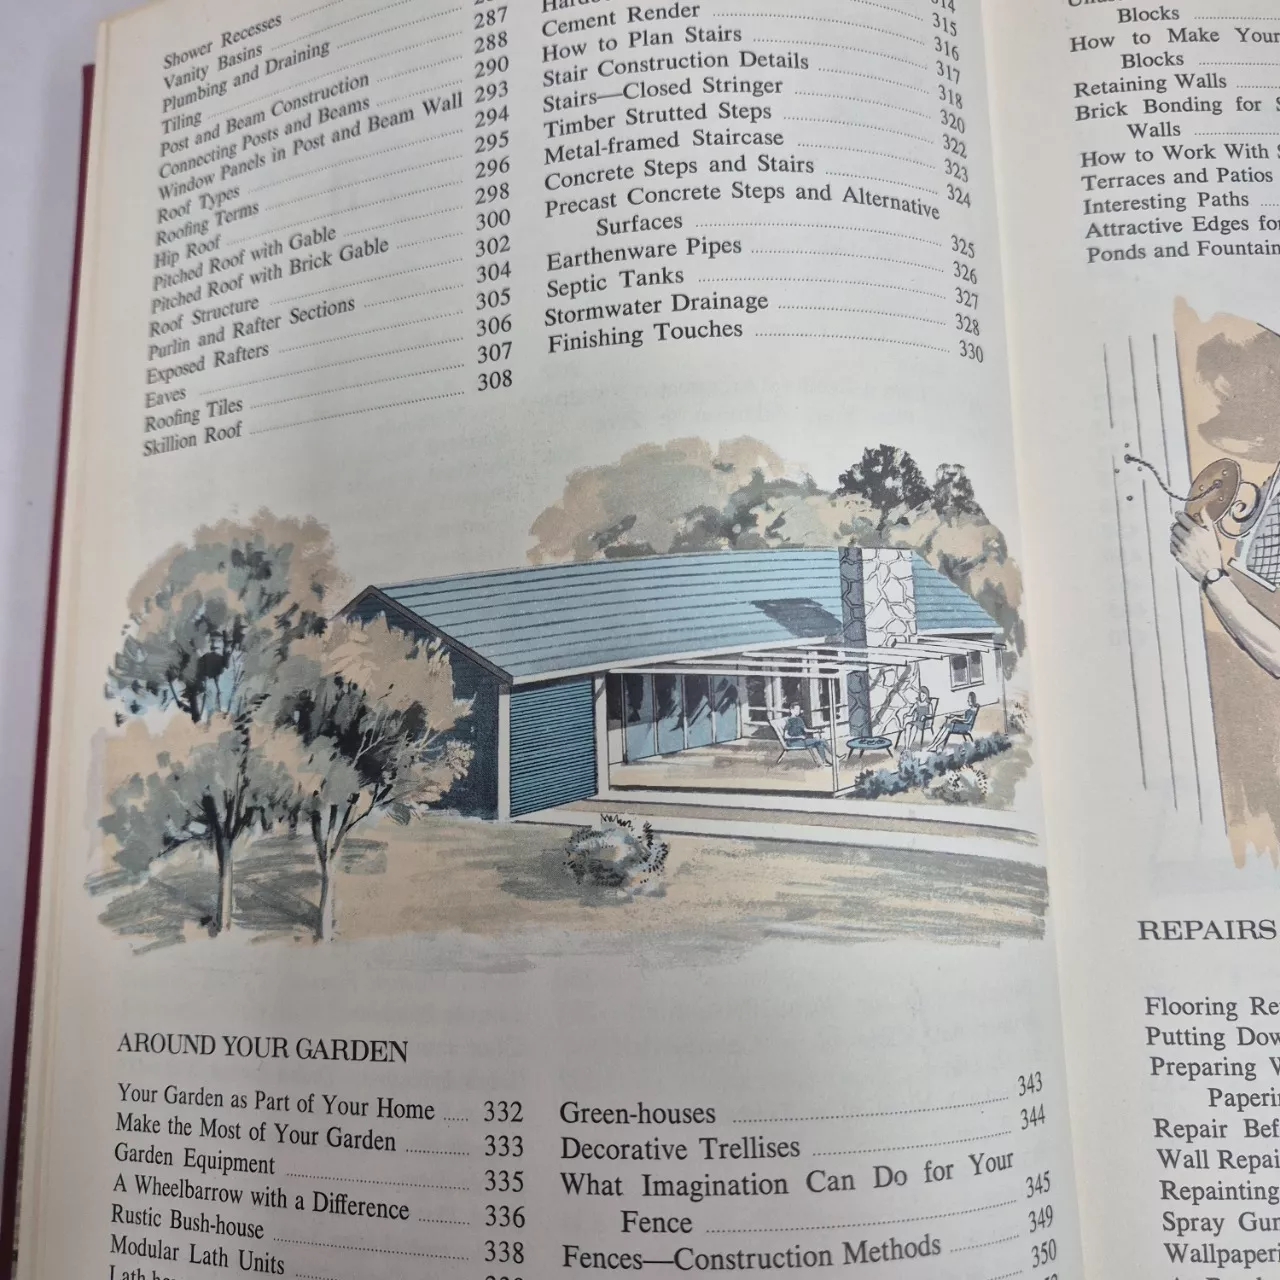 Shower Recesses
Vanity Basins
Plumbing and Draining
Tiling 287
Post and Beam Construction 288
Connecting Posts and Beams 290
Window Panels in Post and Beam Wall 293
Roof Types 294
Roofing Terms 295
Hip Roof 296
Pitched Roof with Gable 298
Pitched Roof with Brick Gable 300
Roof Structure 302
Purlin and Rafter Sections 304
Exposed Rafters 305
Eaves 306
Roofing Tiles 307
Skillion Roof 308
315
Cement Render 316
How to Plan Stairs 317
Stair Construction Details 318
Stairs—Closed Stringer 320
Timber Strutted Steps 322
Metal-framed Staircase 323
Concrete Steps and Stairs 324
Precast Concrete Steps and Alternative
Surfaces 325
Earthenware Pipes 326
Septic Tanks 327
Stormwater Drainage 328
Finishing Touches 330
AROUND YOUR GARDEN
Your Garden as Part of Your Home 332
Make the Most of Your Garden 333
Garden Equipment 335
A Wheelbarrow with a Difference 336
Rustic Bush-house 338
Modular Lath Units
Green-houses 343
Decorative Trellises 344
What Imagination Can Do for Your
Fence 345
Fences—Construction Methods 349
350
Blocks
How to Make Your
Blocks
Retaining Walls
Brick Bonding for
Walls
How to Work With
Terraces and Patios
Interesting Paths
Attractive Edges
Ponds and Fountain
REPAIRS
Flooring Re
Putting Dow
Preparing
Paperi
Repair Bef
Wall Repai
Repainting
Spray Gun
Wallpaperi